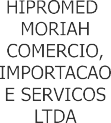 HIPROMED
MORIAH
COMERCIO,
IMPORTACAO
E SERVICOS
LTDA